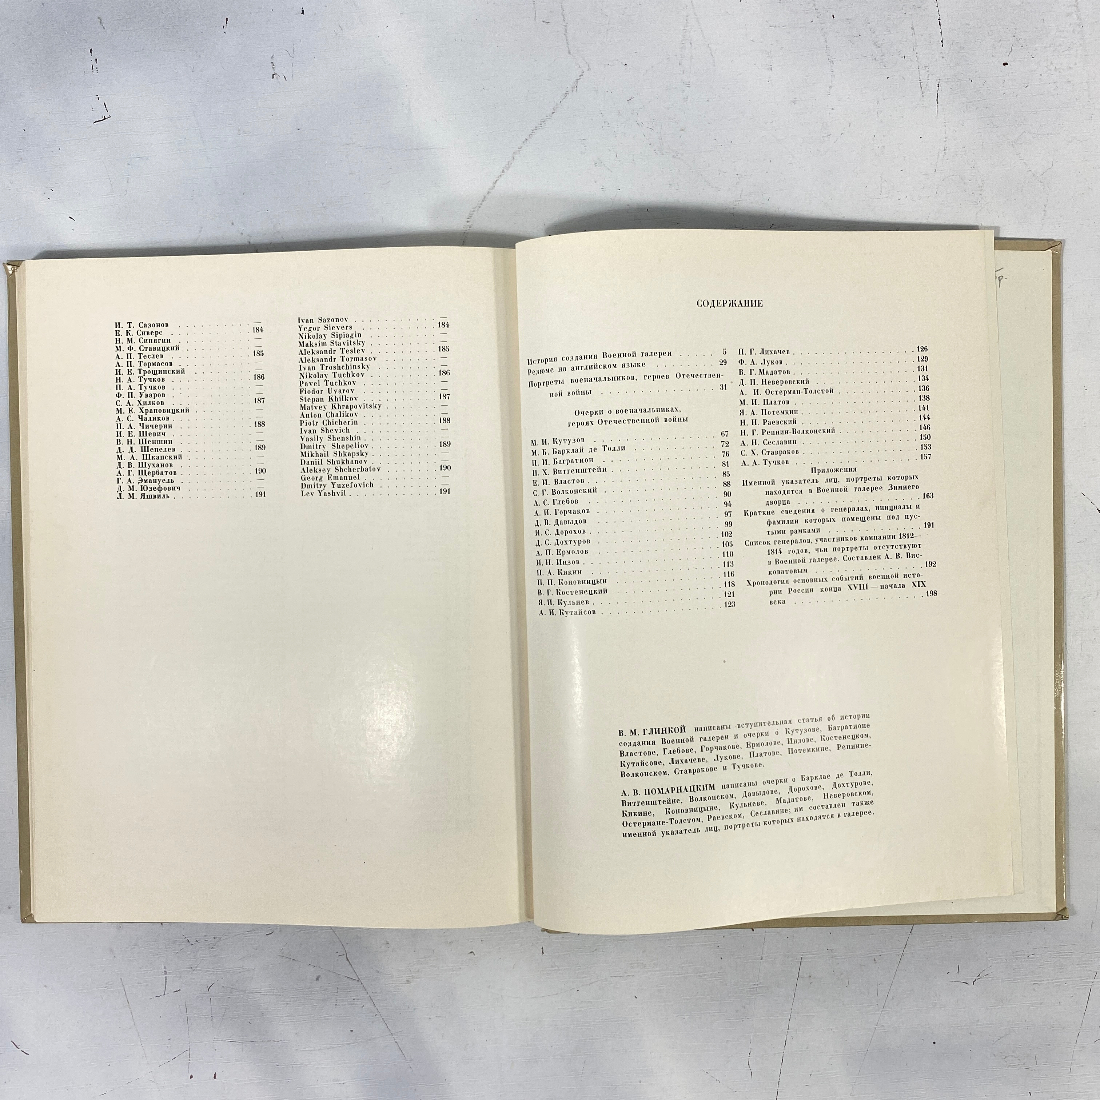 И. Т. Сазонов —
Е. К. Сиверс 184
Н. М. Сипягин —
М. Ф. Ставицкий —
А. П. Теслев 185
А. П. Тормасов —
И. Е. Трощинский —
Н. А. Тучков 186
П. А. Тучков —
Ф. П. Уваров —
С. А. Хилков 187
М. Е. Храповицкий —
А. С. Чаликов —
П. А. Чичерин 188
И. Е. Шевич —
В. Н. Шеншин —
Д. Д. Шепелев 189
М. А. Шкапский —
Д. В. Шуханов —
А. Г. Щербатов 190
Г. А. Эмануель —
Д. М. Юзефович —
Л. М. Яшвиль 191
Ivan Sazonov —
Yegor Sievers 184
Nikolay Sipiagin —
Maksim Stavitsky —
Aleksandr Teslev 185
Aleksandr Tormasov —
Ivan Troshchinsky —
Nikolay Tuchkov 186
Pavel Tuchkov —
Fiodor Uvarov —
Stepan Khilkov 187
Matvey Khrapovitsky —
Anton Chalikov —
Piotr Chicherin 188
Ivan Shevich —
Vasily Shenshin —
Dmitry Shepeliov 189
Mikhail Shkapsky —
Daniil Shukhanov —
Aleksey Shcherbatov 190
Georg Emanuel —
Dmitry Yuzefovich —
Lev Yashvil 191
СОДЕРЖАНИЕ
История создания Военной галереи 5
Резюме на английском языке 29
Портреты военачальников, героев Отечествен-
ной войны 31
Очерки о военачальниках,
героях Отечественной войны
М. И. Кутузов 67
М. Б. Барклай де Толли 72
П. И. Багратион 76
П. Х. Витгенштейн 81
Е. И. Властов 85
С. Г. Волконский 88
А. С. Глебов 90
А. И. Горчаков 94
Д. В. Давыдов 97
И. С. Дорохов 99
Д. С. Дохтуров 102
А. П. Ермолов 105
И. Н. Инзов 110
П. А. Кикин 113
П. П. Коновницын 116
В. Г. Костенецкий 118
Я. П. Кульнев 121
А. И. Кутайсов 123
П. Г. Лихачев 126
Ф. А. Луков 129
В. Г. Мадатов 131
Д. П. Неверовский 134
А. И. Остерман-Толстой 136
М. И. Платов 138
Я. А. Потемкин 141
Н. Н. Раевский 144
Н. Г. Репнин-Волконский 146
А. Н. Сеславин 150
С. Х. Ставраков 153
А. А. Тучков 157
Приложения
Именной указатель лиц, портреты которых
находятся в Военной галерее Зимнего
дворца 163
Краткие сведения о генералах, инициалы и
фамилии которых помещены под пус-
тыми рамками 191
Список генералов, участников кампании 1812—
1814 годов, чьи портреты отсутствуют
в Военной галерее. Составлен А. В. Вис-
коватовым 192
Хронология основных событий военной исто-
рии России конца XVIII — начала XIX
века 198
В. М. ГЛИНКОЙ написаны вступительная статья об истории
создания Военной галереи и очерки о Кутузове, Багратионе
Властове, Глебове, Горчакове, Ермолове, Инзове, Костенецком,
Кутайсове, Лихачеве, Лукове, Платове, Потемкине, Репнине-
Волконском, Ставракове и Тучкове.
А. В. ПОМАРНАЦКИМ написаны очерки о Барклае де Толли,
Витгенштейне, Волконском, Давыдове, Дорохове, Дохтурове,
Кикине, Коновницыне, Кульневе, Мадатове, Неверовском,
Остермане-Толстом, Раевском, Сеславине; им составлен также
именной указатель лиц, портреты которых находятся в галерее.